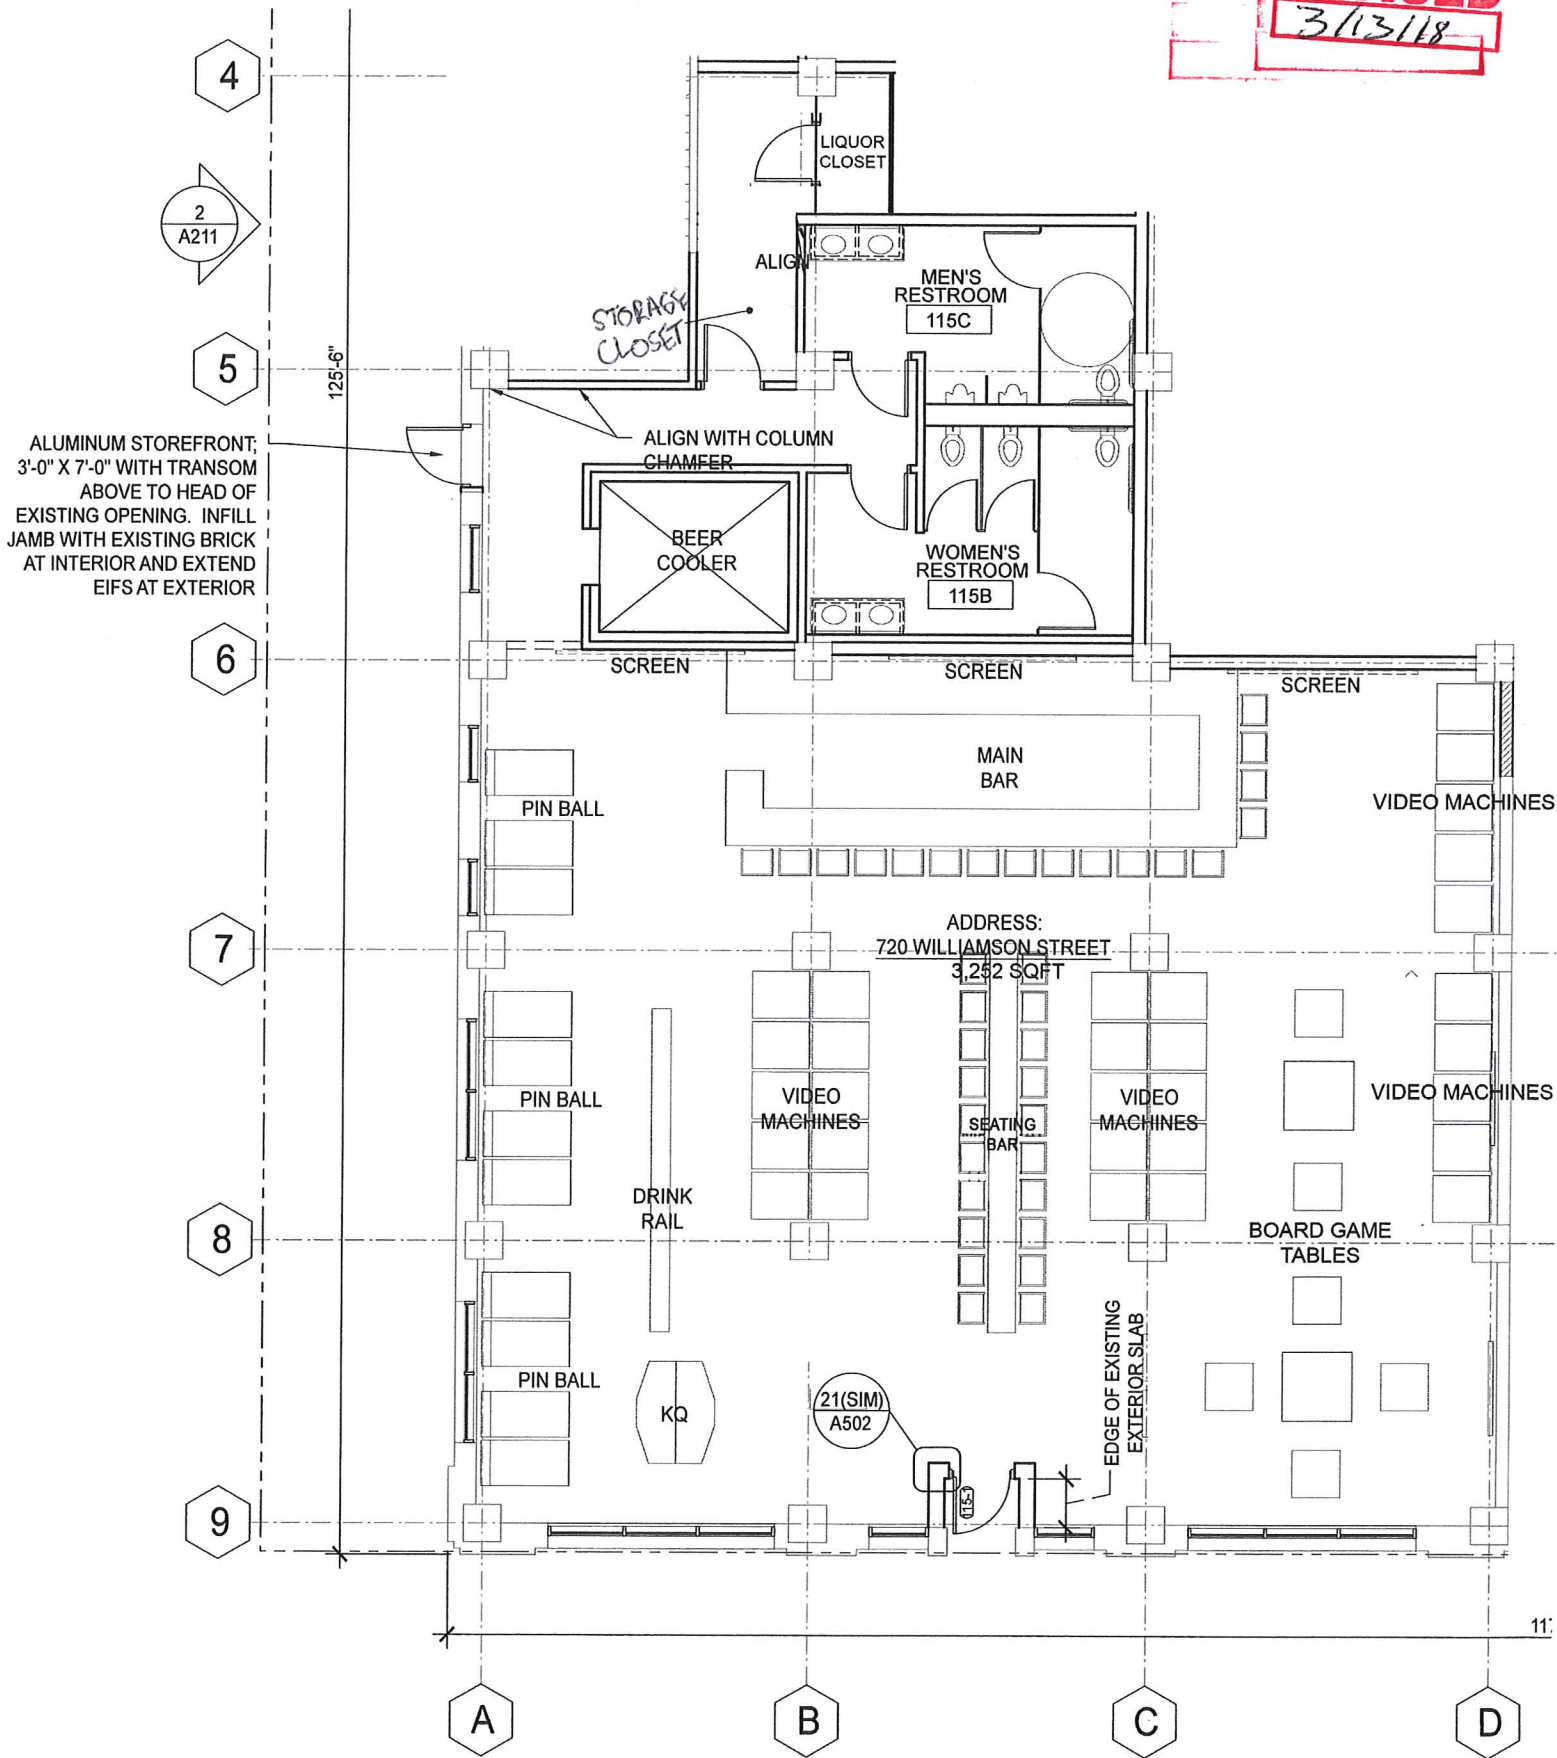 3/13/18
4
LIQUOR
CLOSET
2
A211
ALIGN
MEN'S
RESTROOM
115C
STORAGE
CLOSET
5
125'-6"
ALUMINUM STOREFRONT;
3'-0" X 7'-0" WITH TRANSOM
ABOVE TO HEAD OF
EXISTING OPENING. INFILL
JAMB WITH EXISTING BRICK
AT INTERIOR AND EXTEND
EIFS AT EXTERIOR
ALIGN WITH COLUMN
CHAMFER
BEER
COOLER
WOMEN'S
RESTROOM
115B
6
SCREEN
SCREEN
SCREEN
MAIN
BAR
PIN BALL
VIDEO MACHINES
7
ADDRESS:
720 WILLIAMSON STREET
3,252 SQFT
PIN BALL
VIDEO
MACHINES
SEATING
BAR
VIDEO
MACHINES
VIDEO MACHINES
DRINK
RAIL
8
BOARD GAME
TABLES
EDGE OF EXISTING
EXTERIOR SLAB
PIN BALL
KQ
21(SIM)
A502
115-1
9
A
B
C
D